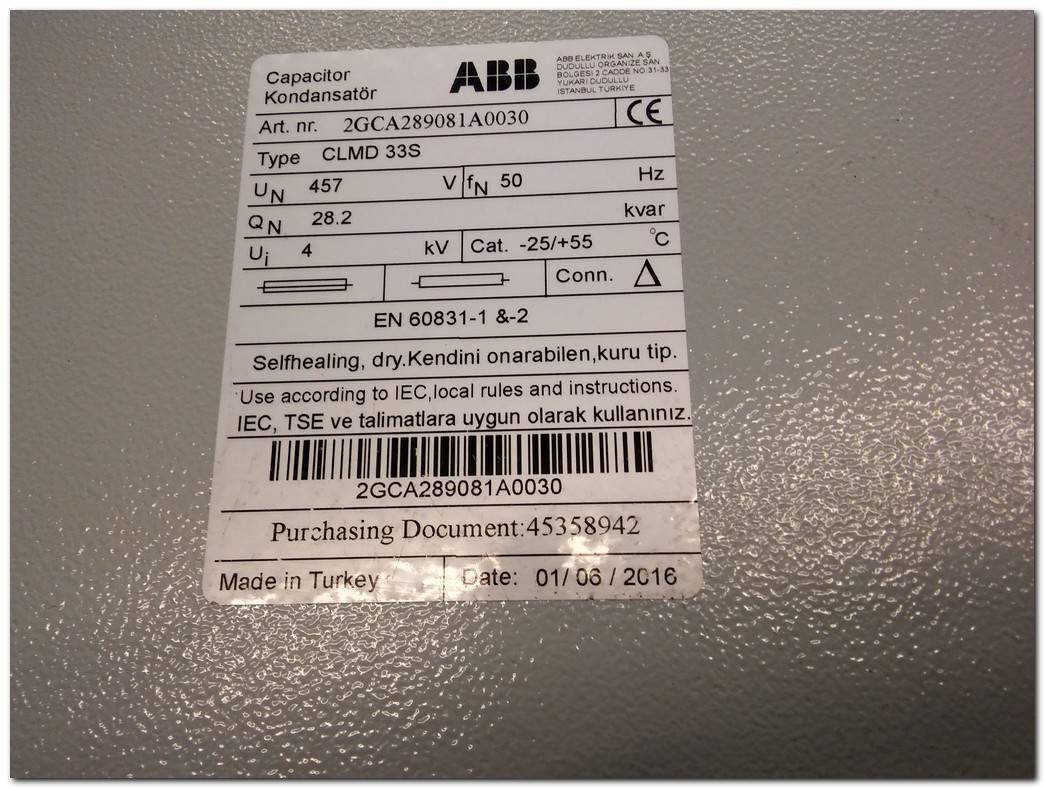 Capacitor
Kondansatör
ABB
ABB ELEKTRİK SAN. A.Ş.
DUDULLU ORGANİZE SAN
BOLGESI 2 CADDE NO 31-33
YUKARI DUDULLU
ISTANBUL TÜRKIYE
Art. nr. 2GCA289081A0030 CE
Type CLMD 33S
UN 457 V fN 50 Hz
QN 28.2 kvar
Ui 4 kV Cat. -25/+55 °C
Conn. Δ
EN 60831-1 &-2
Selfhealing, dry.Kendini onarabilen,kuru tip.
Use according to IEC,local rules and instructions.
IEC, TSE ve talimatlara uygun olarak kullanınız.
2GCA289081A0030
Purchasing Document:45358942
Made in Turkey Date: 01/ 06 / 2016